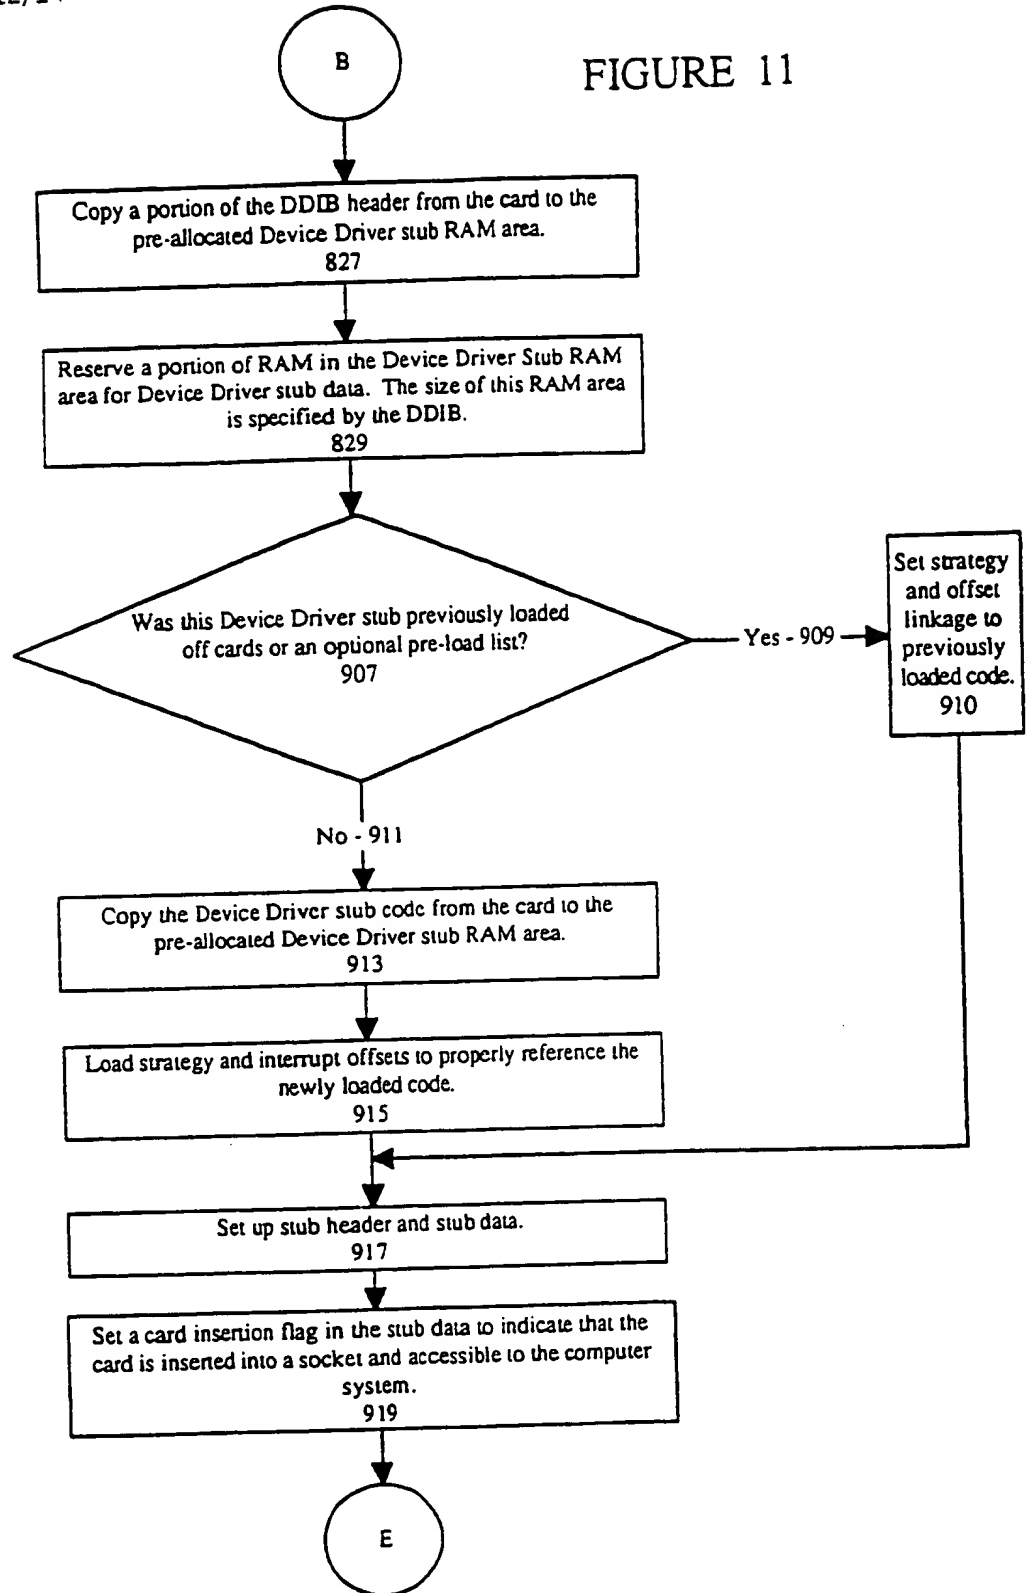 B
FIGURE 11
Copy a portion of the DDIB header from the card to the
pre-allocated Device Driver stub RAM area.
827
Reserve a portion of RAM in the Device Driver Stub RAM
area for Device Driver stub data. The size of this RAM area
is specified by the DDIB.
829
Was this Device Driver stub previously loaded
off cards or an optional pre-load list?
907
Yes - 909
Set strategy
and offset
linkage to
previously
loaded code.
910
No - 911
Copy the Device Driver stub code from the card to the
pre-allocated Device Driver stub RAM area.
913
Load strategy and interrupt offsets to properly reference the
newly loaded code.
915
Set up stub header and stub data.
917
Set a card insertion flag in the stub data to indicate that the
card is inserted into a socket and accessible to the computer
system.
919
E